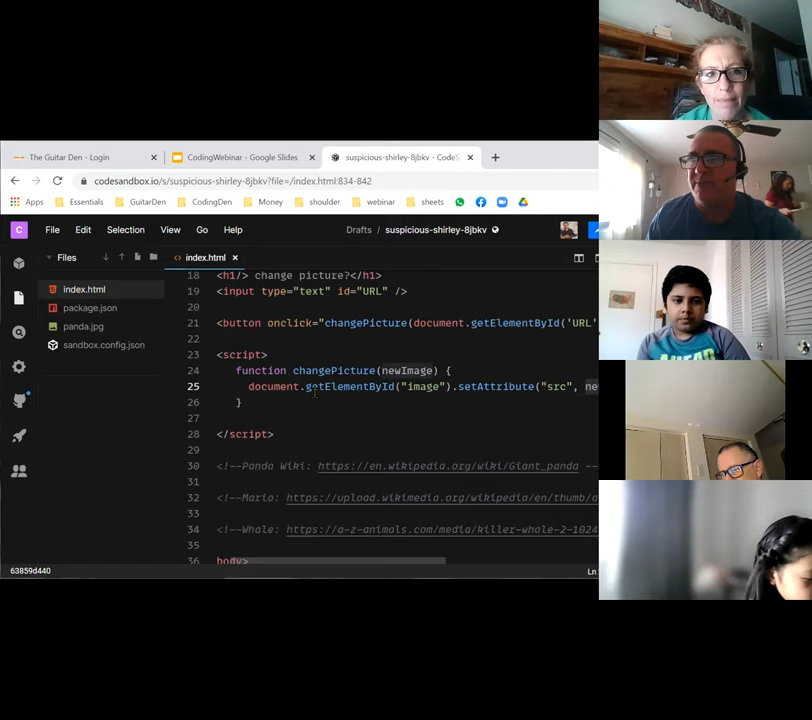 The Guitar Den - Login
CodingWebinar - Google Slides
suspicious-shirley-8jbkv - CodeS
codesandbox.io/s/suspicious-shirley-8jbkv?file=/index.html:834-842
Apps Essentials GuitarDen CodingDen Money shoulder webinar sheets
C File Edit Selection View Go Help Drafts / suspicious-shirley-8jbkv
Files
index.html
index.html
package.json
panda.jpg
sandbox.config.json
18 <h1/> change picture?</h1>
19 <input type="text" id="URL" />
20
21 <button onclick="changePicture(document.getElementById('URL'
22
23 <script>
24 function changePicture(newImage) {
25 document.getElementById("image").setAttribute("src", ne
26 }
27
28 </script>
29
30 <!--Panda Wiki: https://en.wikipedia.org/wiki/Giant_panda --
31
32 <!--Mario: https://upload.wikimedia.org/wikipedia/en/thumb/a
33
34 <!--Whale: https://a-z-animals.com/media/killer-whale-2-1024
35
36 body>
63859d440
Ln